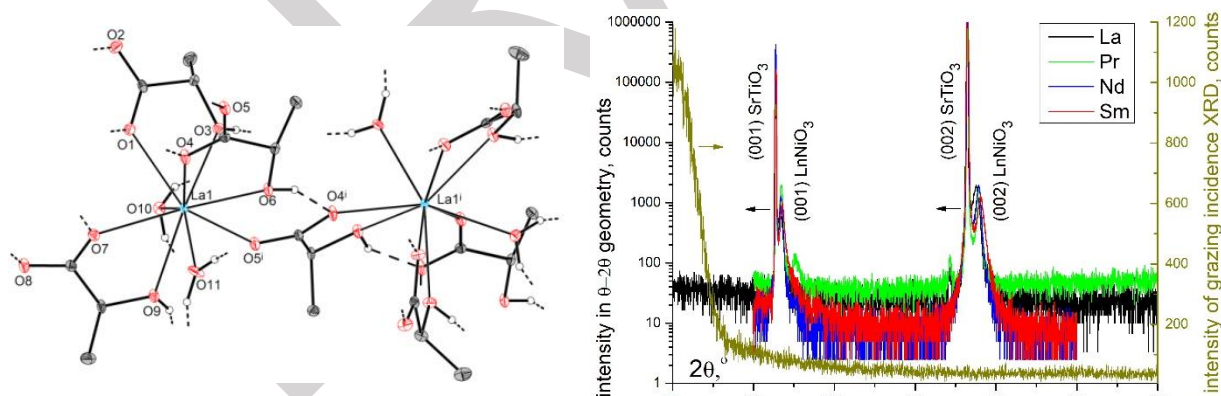 O2
O5
O3
O1
O4
La1
O6
O4ⁱ
La1ⁱ
O10
O7
O5ⁱ
O8
O11
O9
intensity in θ–2θ geometry, counts
1000000
100000
10000
1000
100
10
1
(001) SrTiO3
(001) LnNiO3
(002) SrTiO3
(002) LnNiO3
La
Pr
Nd
Sm
2θ,°
1200
1000
800
600
400
200
intensity of grazing incidence XRD, counts